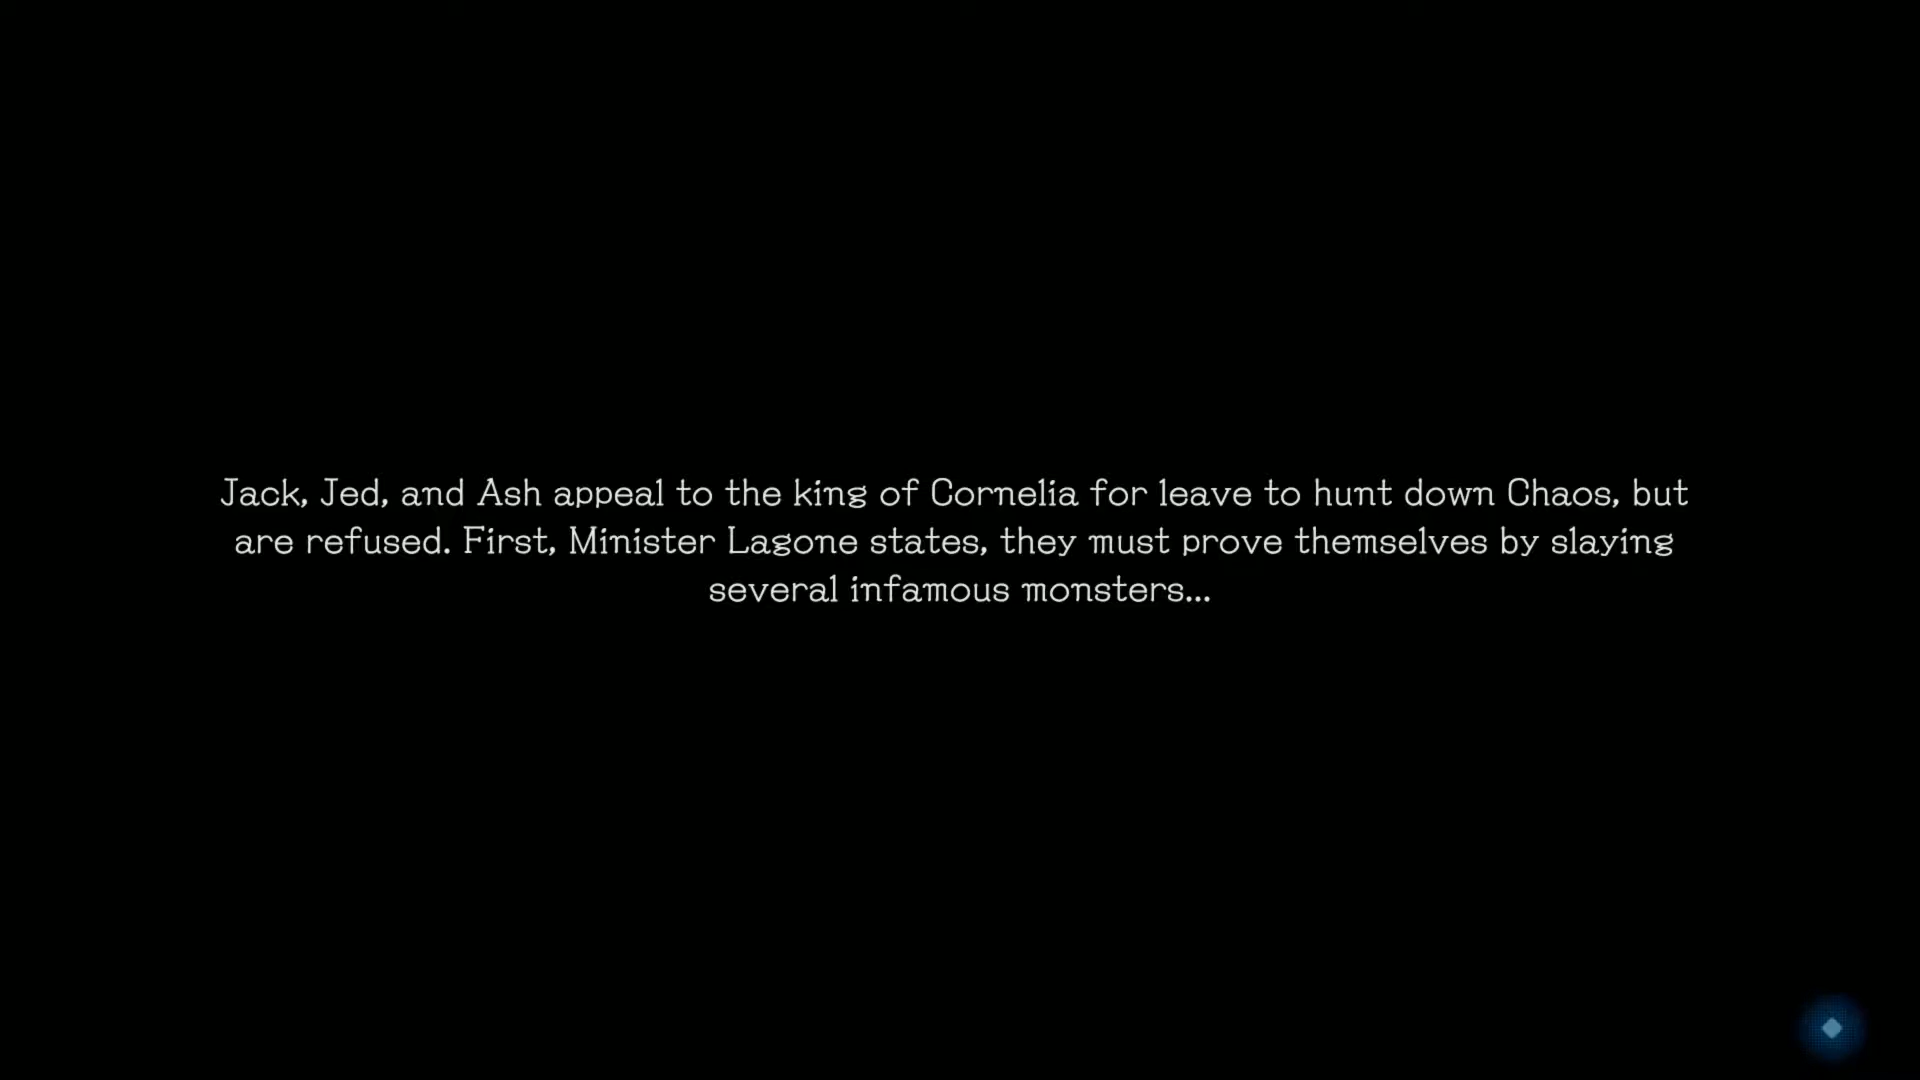 Jack, Jed, and Ash appeal to the king of Cornelia for leave to hunt down Chaos, but
are refused. First, Minister Lagone states, they must prove themselves by slaying
several infamous monsters...